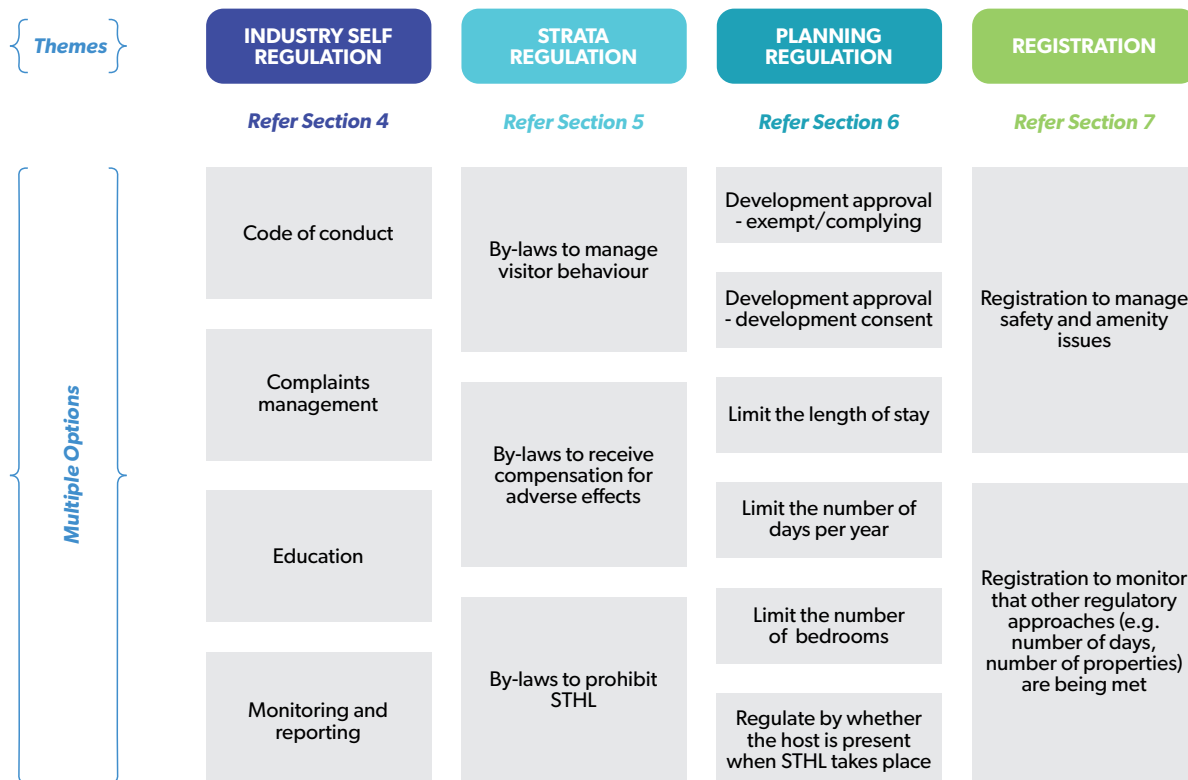 Themes
INDUSTRY SELF
REGULATION
STRATA
REGULATION
PLANNING
REGULATION
REGISTRATION
Refer Section 4
Refer Section 5
Refer Section 6
Refer Section 7
Multiple Options
Code of conduct
Complaints
management
Education
Monitoring and
reporting
By-laws to manage
visitor behaviour
By-laws to receive
compensation for
adverse effects
By-laws to prohibit
STHL
Development approval
- exempt/complying
Development approval
- development consent
Limit the length of stay
Limit the number of
days per year
Limit the number
of bedrooms
Regulate by whether
the host is present
when STHL takes place
Registration to manage
safety and amenity
issues
Registration to monitor
that other regulatory
approaches (e.g.
number of days,
number of properties)
are being met